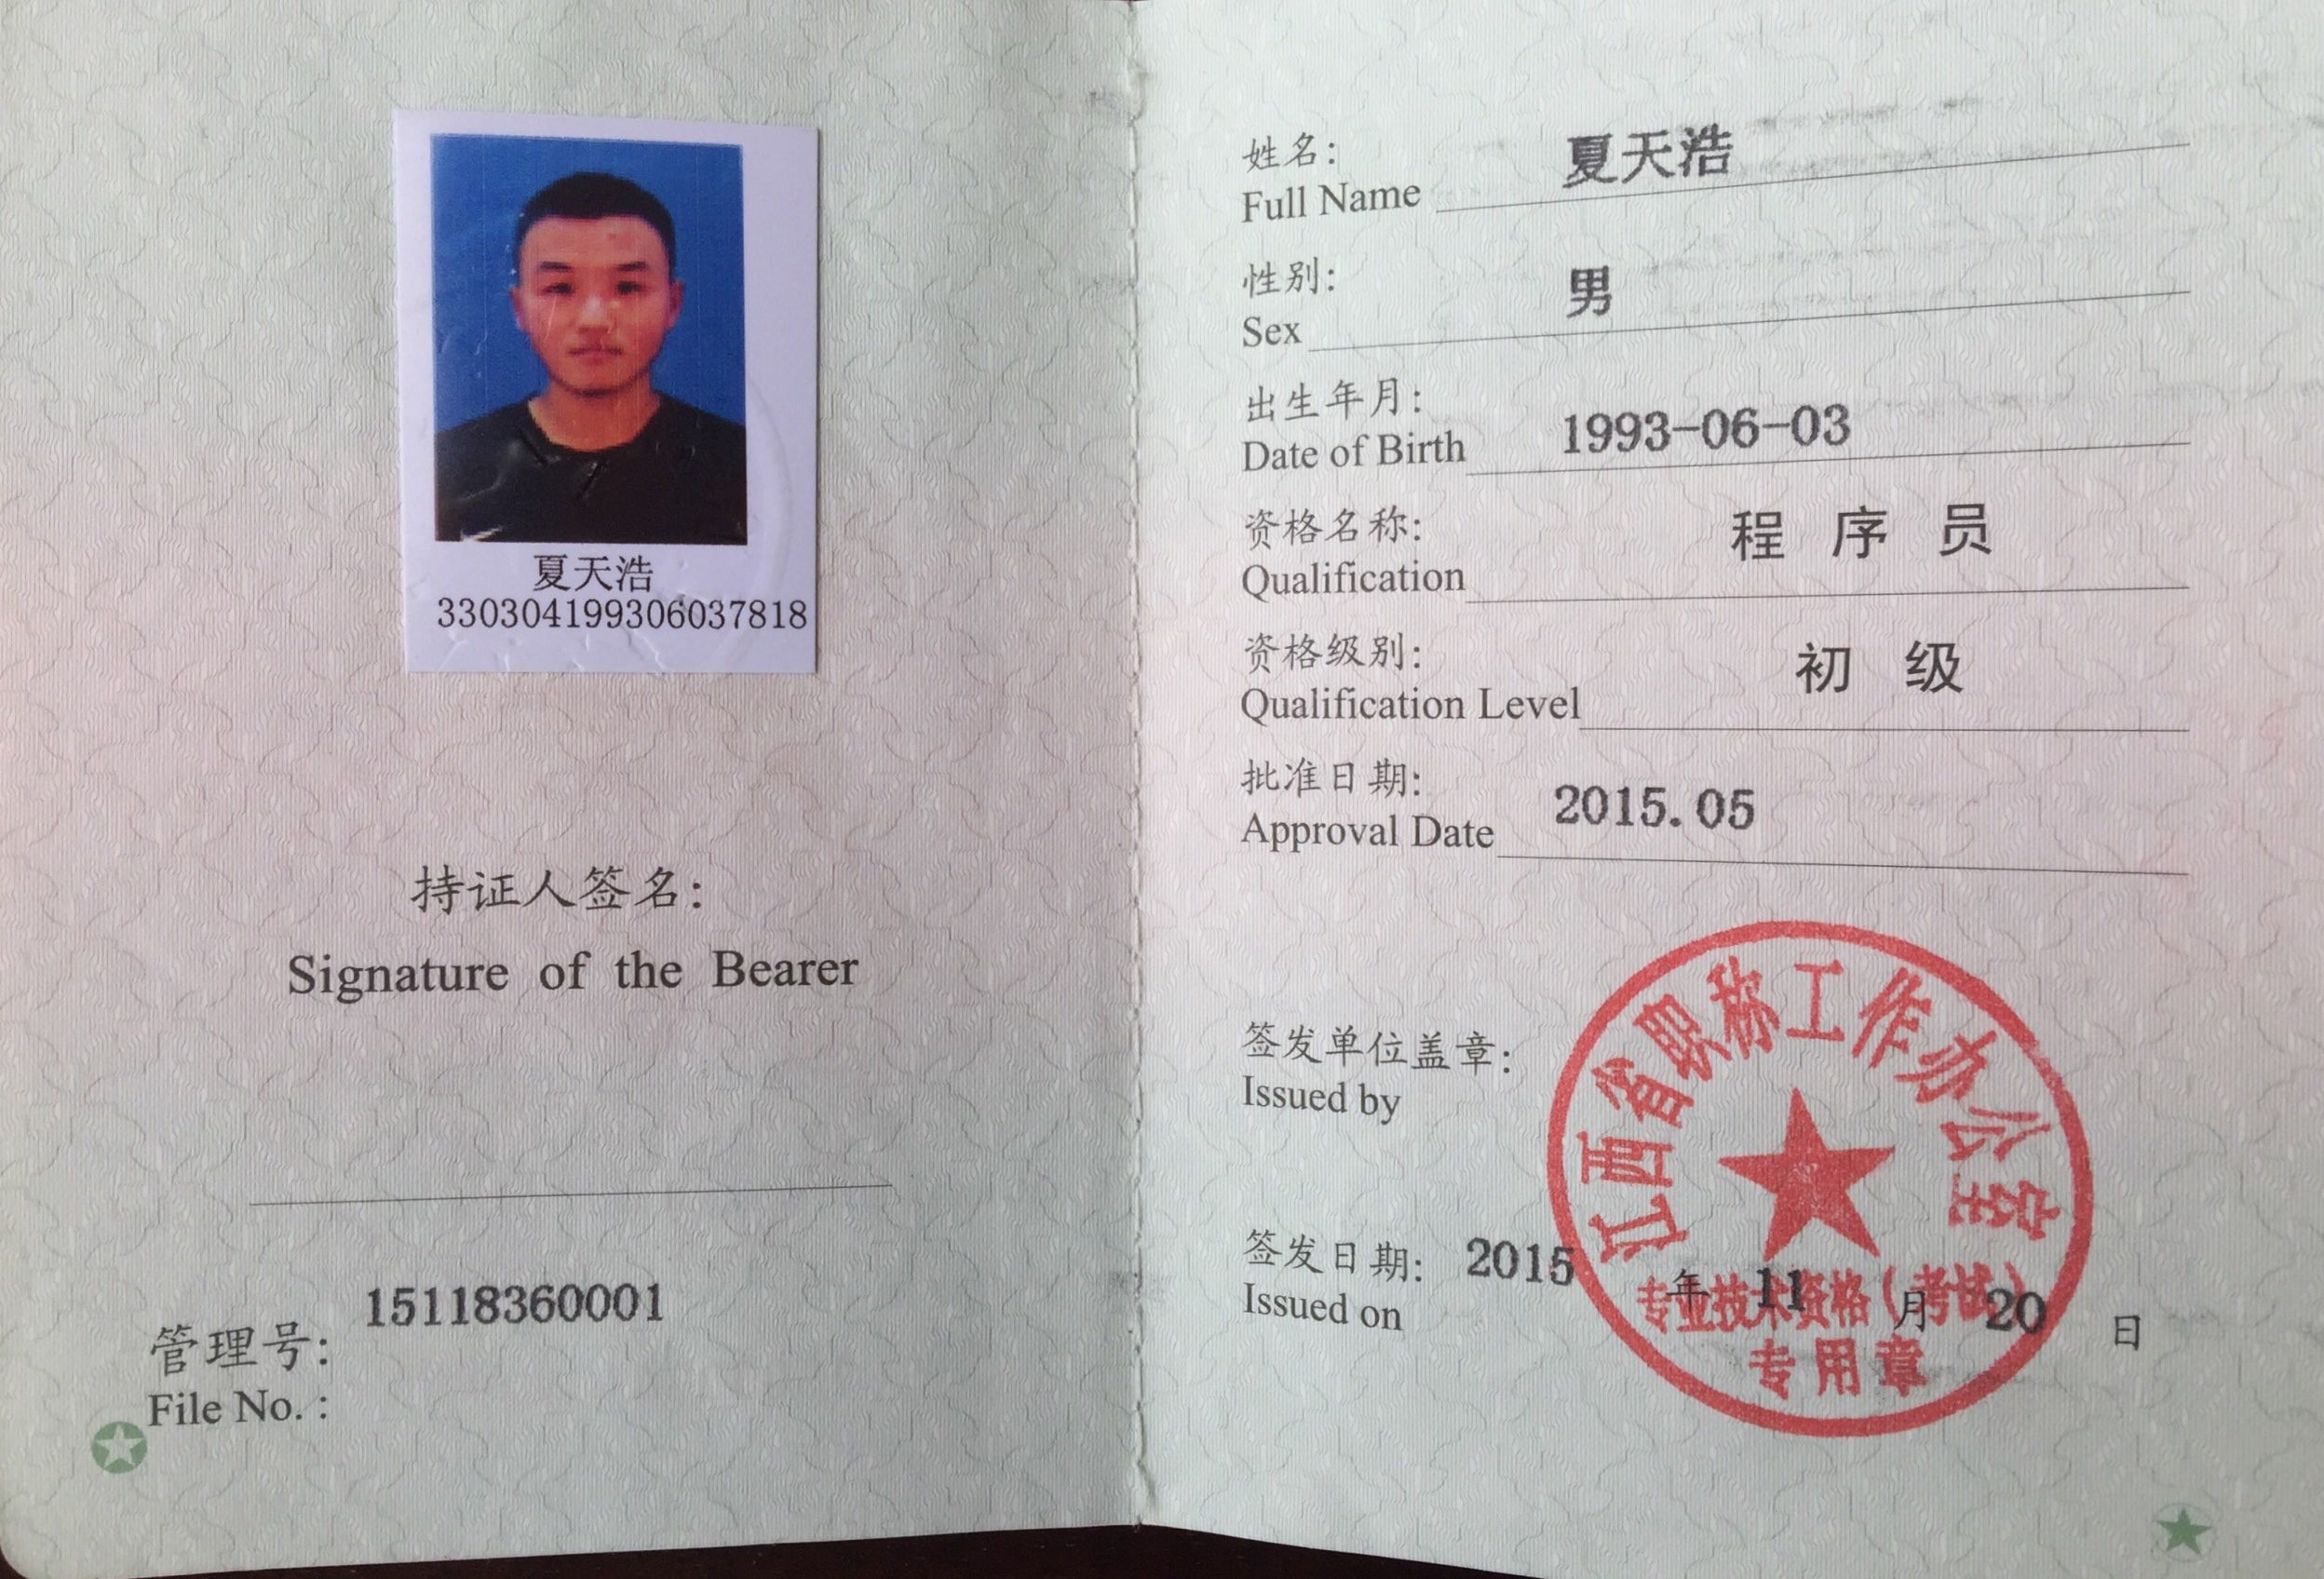 夏天浩
330304199306037818
持证人签名:
Signature of the Bearer
管理号: 15118360001
File No. :
姓名: 夏天浩
Full Name
性别: 男
Sex
出生年月: 1993-06-03
Date of Birth
资格名称: 程序员
Qualification
资格级别: 初级
Qualification Level
批准日期: 2015.05
Approval Date
签发单位盖章:
Issued by
江西省职称工作办公室
专业技术资格(考试)
专用章
签发日期: 2015 年 11 月 20 日
Issued on